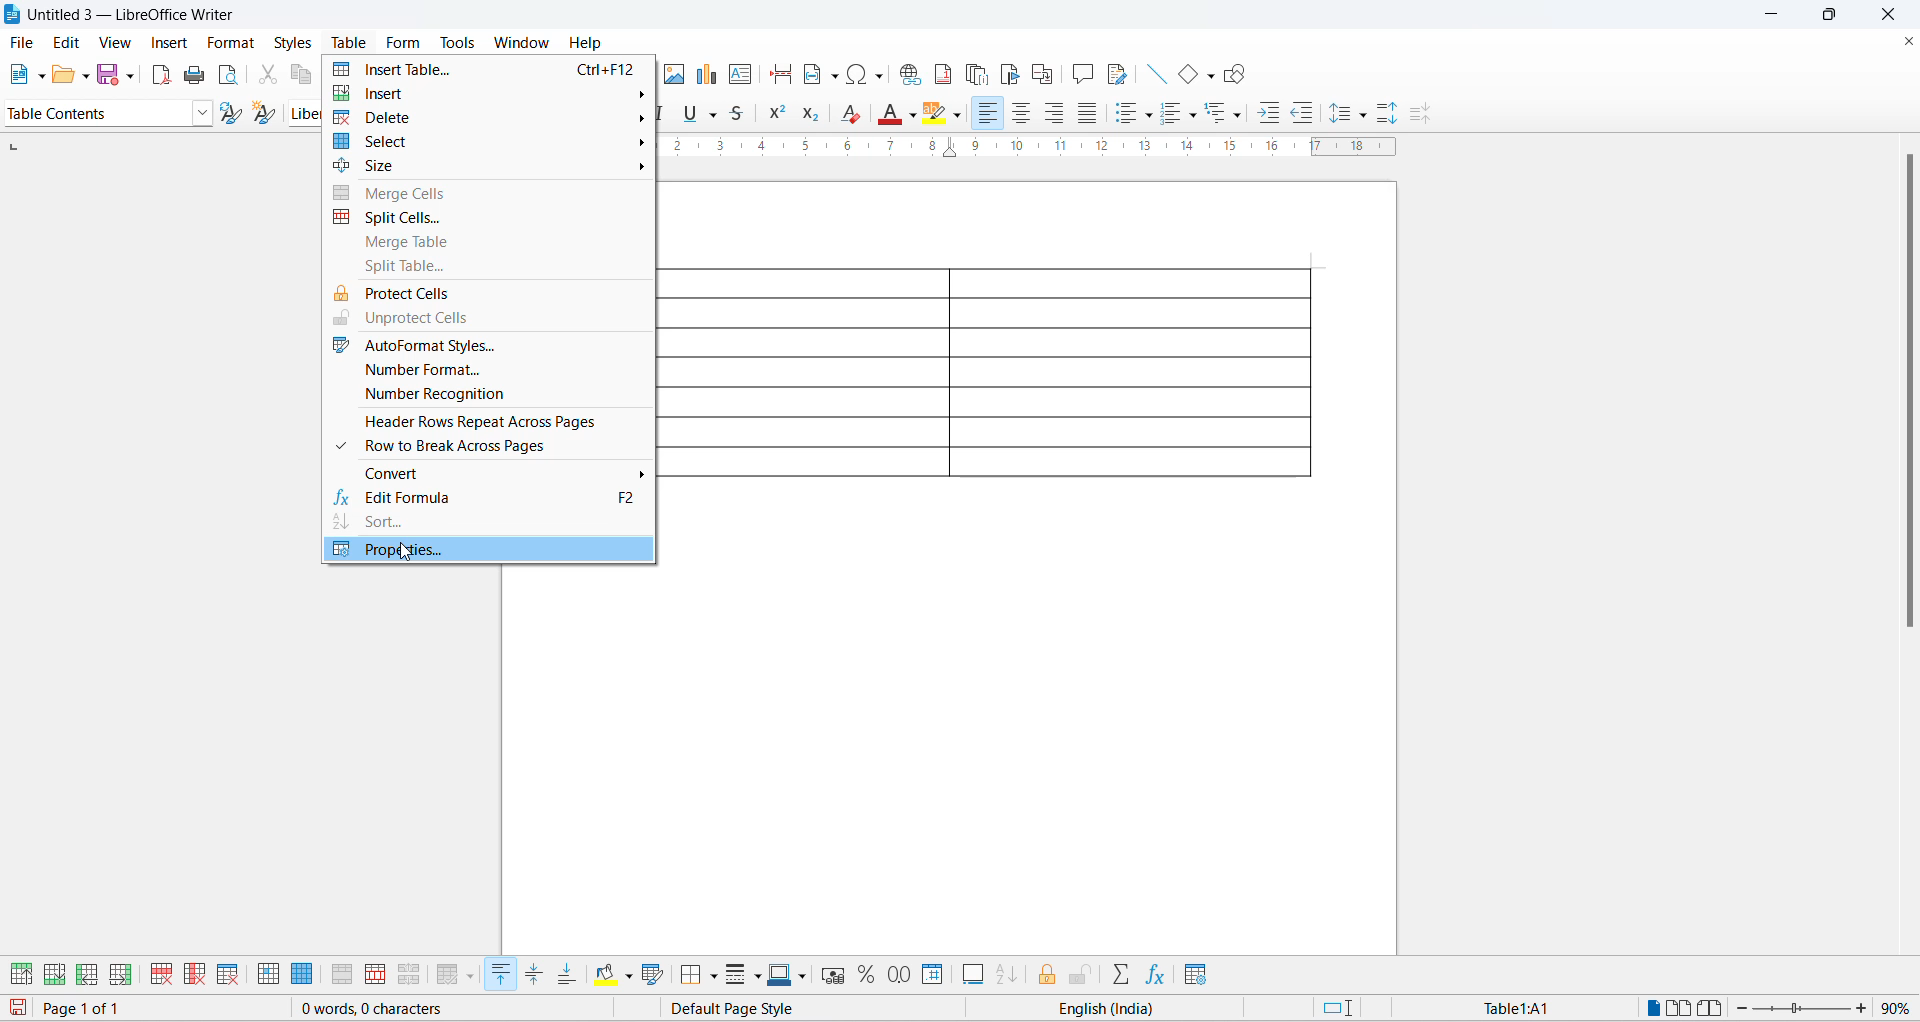 Untitled 3 — LibreOffice Writer
File Edit View Insert Format Styles Table Form Tools Window Help
Insert Table... Ctrl+F12
Table Contents
Insert
Delete
Select
Size
2 3 4 5 6 7 8 9 10 11 12 13 14 15 16 17 18
Merge Cells
Split Cells...
Merge Table
Split Table...
Protect Cells
Unprotect Cells
AutoFormat Styles...
Number Format...
Number Recognition
Header Rows Repeat Across Pages
Row to Break Across Pages
Convert
Edit Formula F2
Sort...
Properties...
Page 1 of 1 0 words, 0 characters Default Page Style English (India) Table1:A1 90%